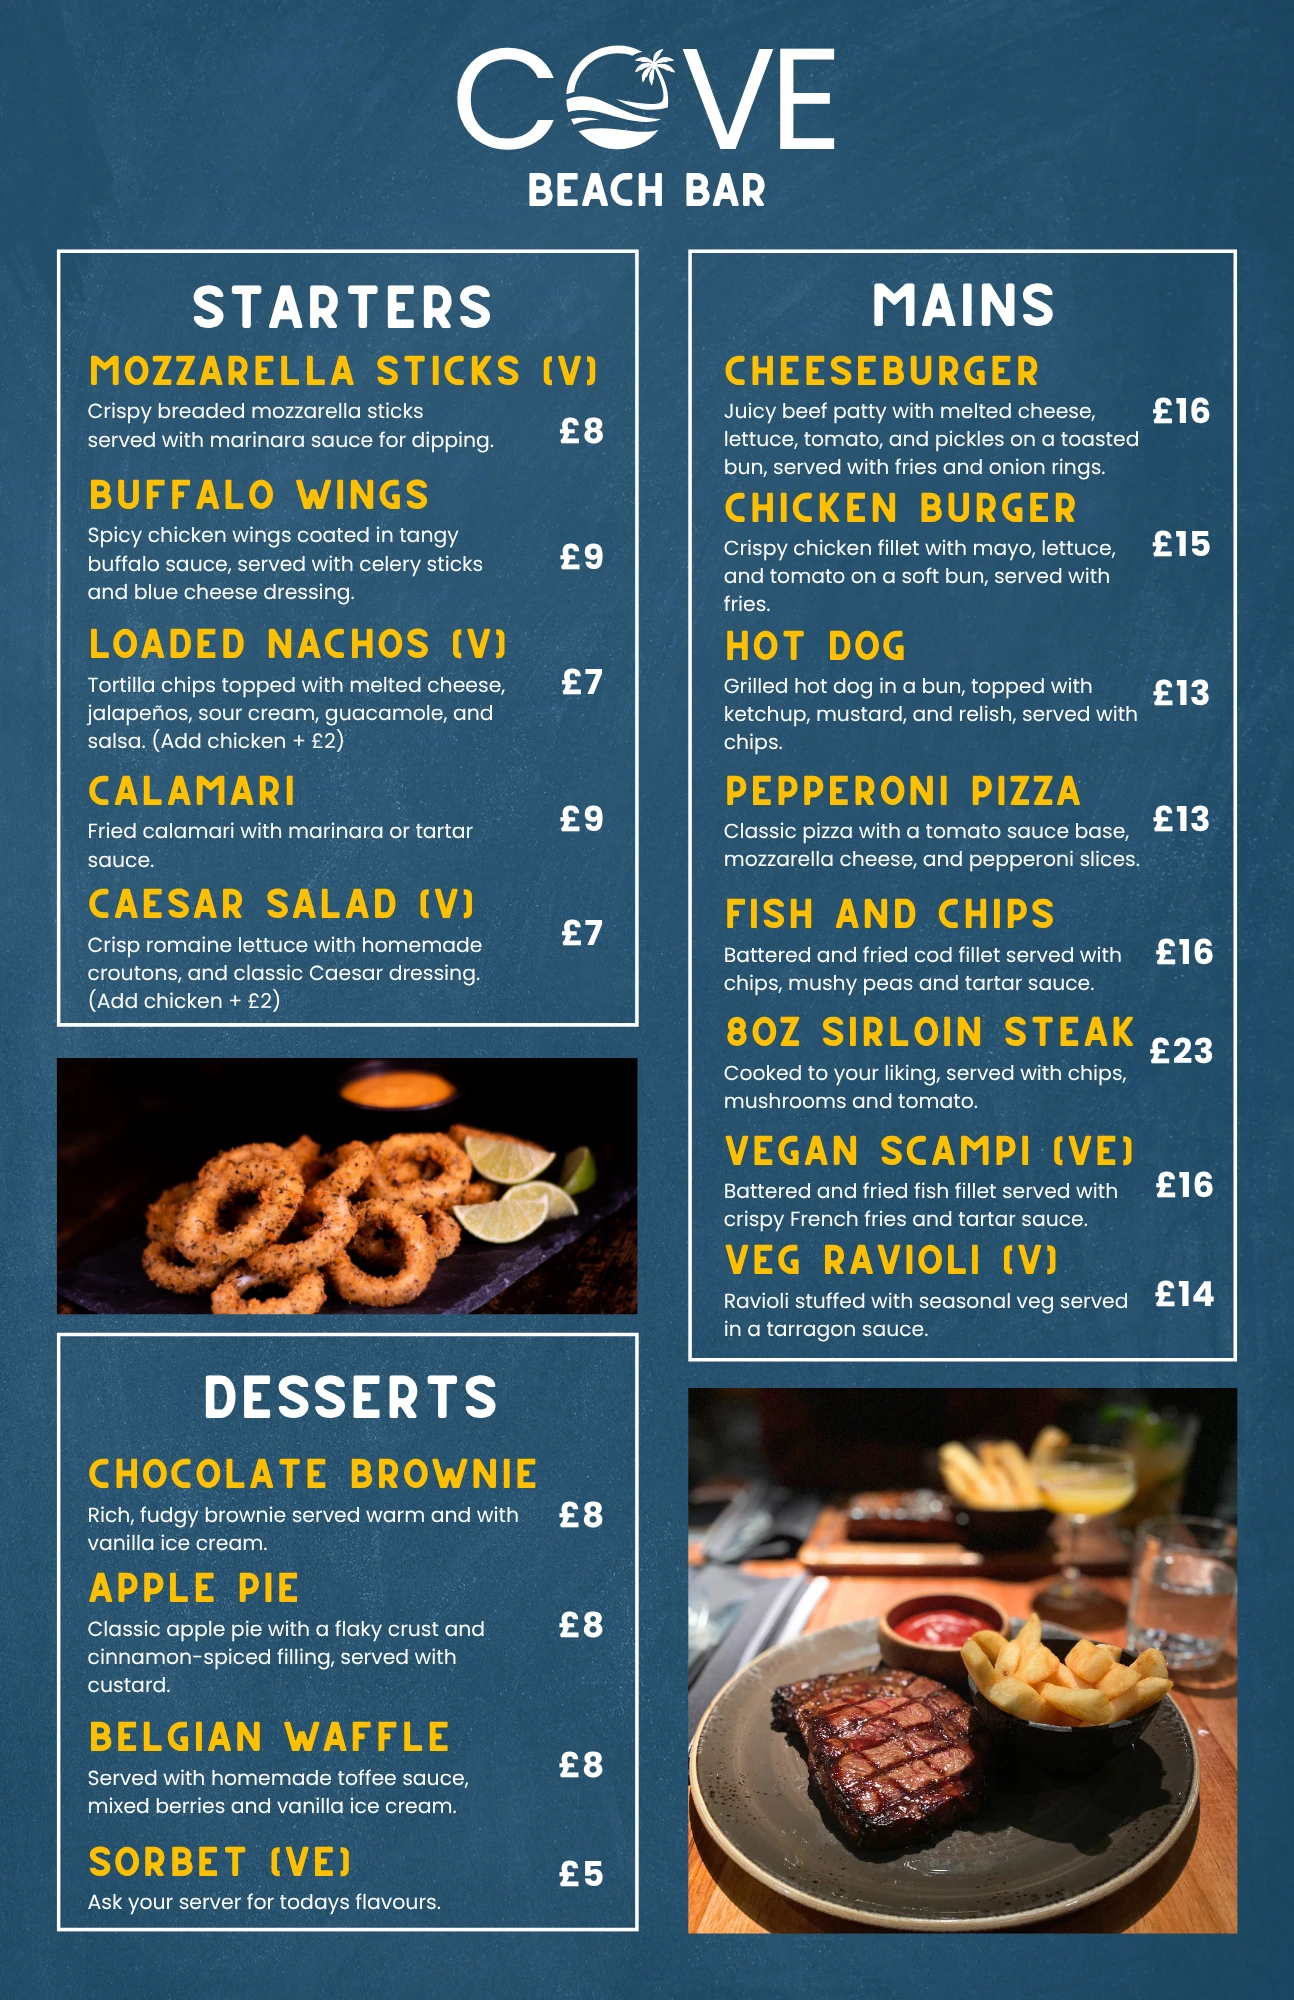 COVE
BEACH BAR
STARTERS
MOZZARELLA STICKS (V)
Crispy breaded mozzarella sticks
served with marinara sauce for dipping.
£8
BUFFALO WINGS
Spicy chicken wings coated in tangy
buffalo sauce, served with celery sticks
and blue cheese dressing.
£9
LOADED NACHOS (V)
Tortilla chips topped with melted cheese,
jalapeños, sour cream, guacamole, and
salsa. (Add chicken + £2)
£7
CALAMARI
Fried calamari with marinara or tartar
sauce.
£9
CAESAR SALAD (V)
Crisp romaine lettuce with homemade
croutons, and classic Caesar dressing.
(Add chicken + £2)
£7
DESSERTS
CHOCOLATE BROWNIE
Rich, fudgy brownie served warm and with
vanilla ice cream.
£8
APPLE PIE
Classic apple pie with a flaky crust and
cinnamon-spiced filling, served with
custard.
£8
BELGIAN WAFFLE
Served with homemade toffee sauce,
mixed berries and vanilla ice cream.
£8
SORBET (VE)
Ask your server for todays flavours.
£5
MAINS
CHEESEBURGER
Juicy beef patty with melted cheese,
lettuce, tomato, and pickles on a toasted
bun, served with fries and onion rings.
£16
CHICKEN BURGER
Crispy chicken fillet with mayo, lettuce,
and tomato on a soft bun, served with
fries.
£15
HOT DOG
Grilled hot dog in a bun, topped with
ketchup, mustard, and relish, served with
chips.
£13
PEPPERONI PIZZA
Classic pizza with a tomato sauce base,
mozzarella cheese, and pepperoni slices.
£13
FISH AND CHIPS
Battered and fried cod fillet served with
chips, mushy peas and tartar sauce.
£16
8OZ SIRLOIN STEAK
Cooked to your liking, served with chips,
mushrooms and tomato.
£23
VEGAN SCAMPI (VE)
Battered and fried fish fillet served with
crispy French fries and tartar sauce.
£16
VEG RAVIOLI (V)
Ravioli stuffed with seasonal veg served
in a tarragon sauce.
£14